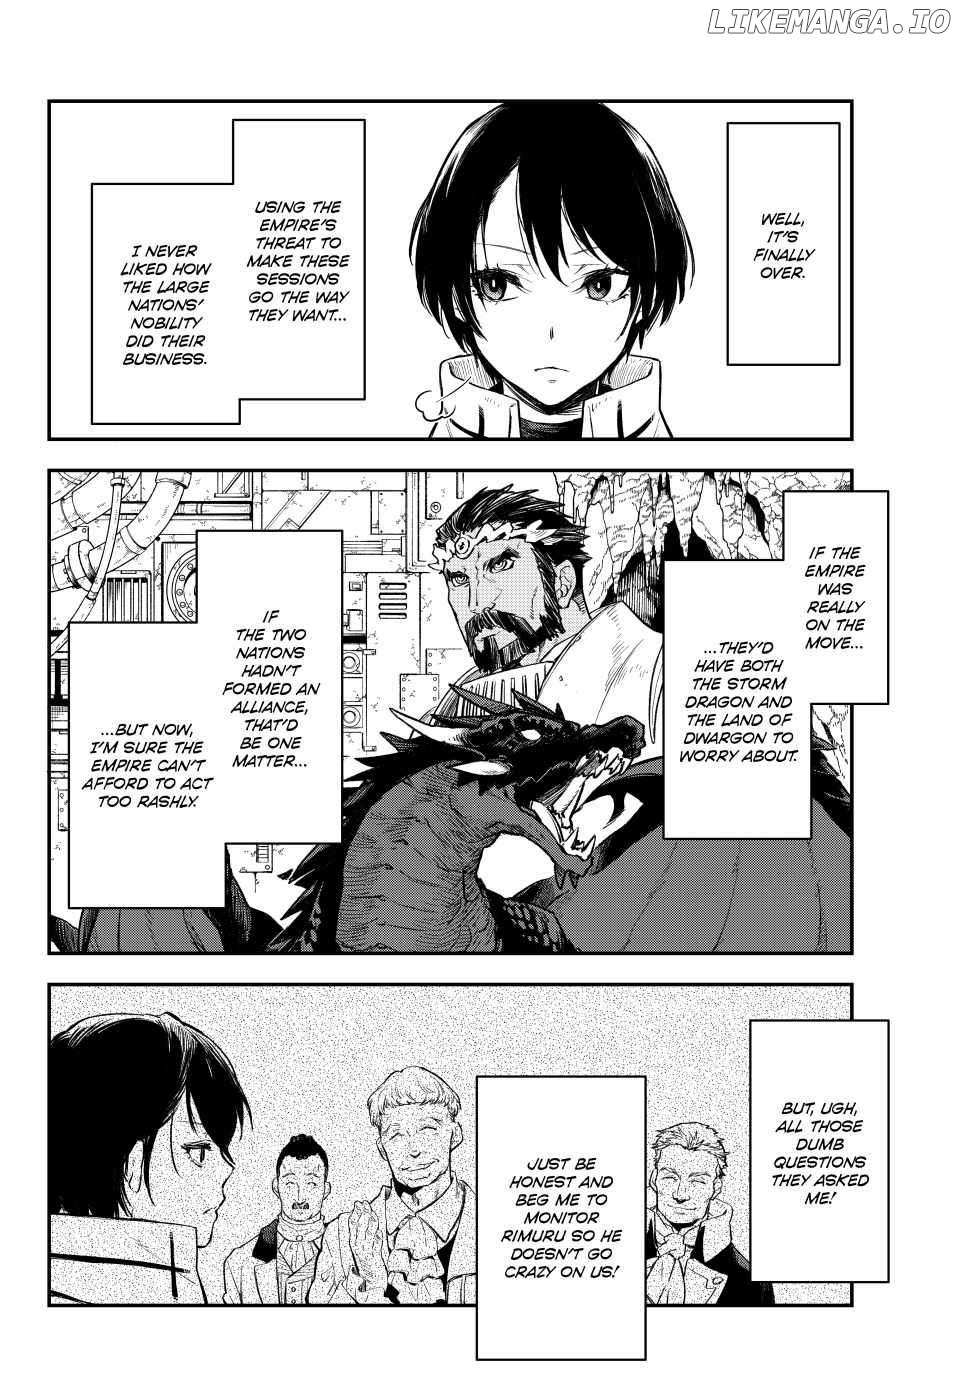 LIKEMANGA.IO
WELL,
IT'S
FINALLY
OVER.
USING THE
EMPIRE'S
THREAT TO
MAKE THESE
SESSIONS
GO THE WAY
THEY WANT...
I NEVER
LIKED HOW
THE LARGE
NATIONS'
NOBILITY
DID THEIR
BUSINESS.
IF THE
EMPIRE WAS
REALLY
ON THE
MOVE...
...THEY'D
HAVE BOTH
THE STORM
DRAGON AND
THE LAND OF
DWARGON TO
WORRY ABOUT.
IF
THE TWO
NATIONS
HADN'T
FORMED AN
ALLIANCE,
THAT'D
BE ONE
MATTER...
...BUT NOW,
I'M SURE THE
EMPIRE CAN'T
AFFORD TO ACT
TOO RASHLY.
BUT, UGH,
ALL THOSE
DUMB
QUESTIONS
THEY ASKED
ME!
JUST BE
HONEST AND
BEG ME TO
MONITOR
RIMURU SO HE
DOESN'T GO
CRAZY ON US!